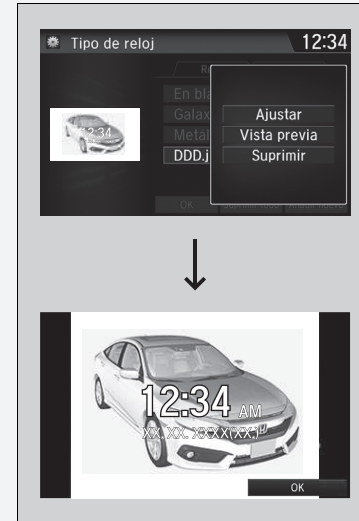 Tipo de reloj 12:34
12:34
En bla
Galax
Metál
DDD.j
Ajustar
Vista previa
Suprimir
OK
12:34 AM
XX. XX. XXXX(XX.)
OK